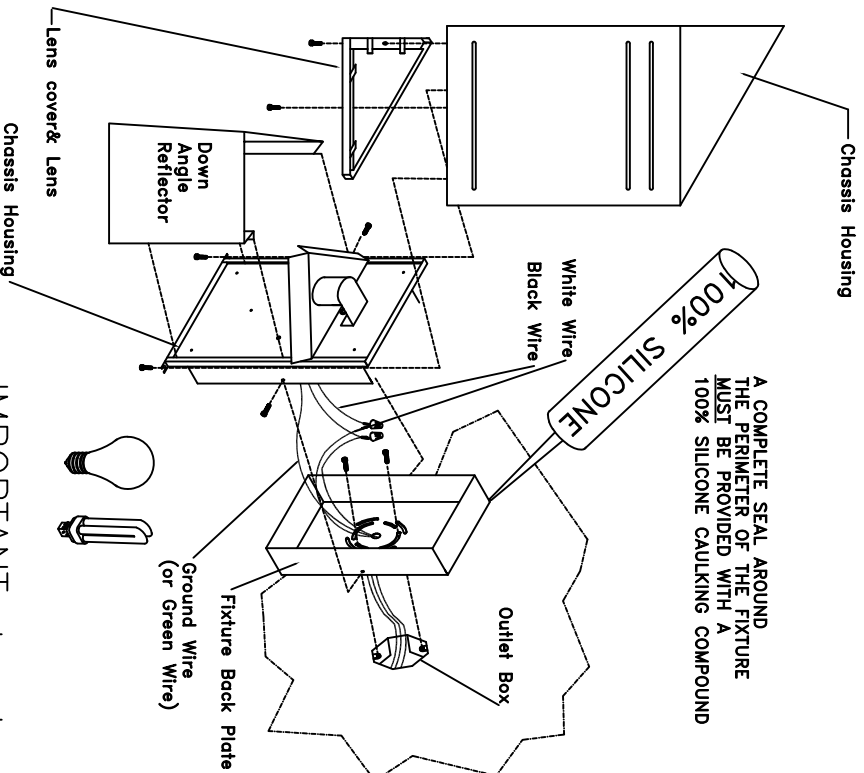 Chassis Housing
A COMPLETE SEAL AROUND
THE PERIMETER OF THE FIXTURE
MUST BE PROVIDED WITH A
100% SILICONE CAULKING COMPOUND
100% SILICONE
White Wire
Black Wire
Outlet Box
Down
Angle
Reflector
Fixture Back Plate
Ground Wire
(or Green Wire)
Lens cover& Lens
Chassis Housing
IMPORTANT